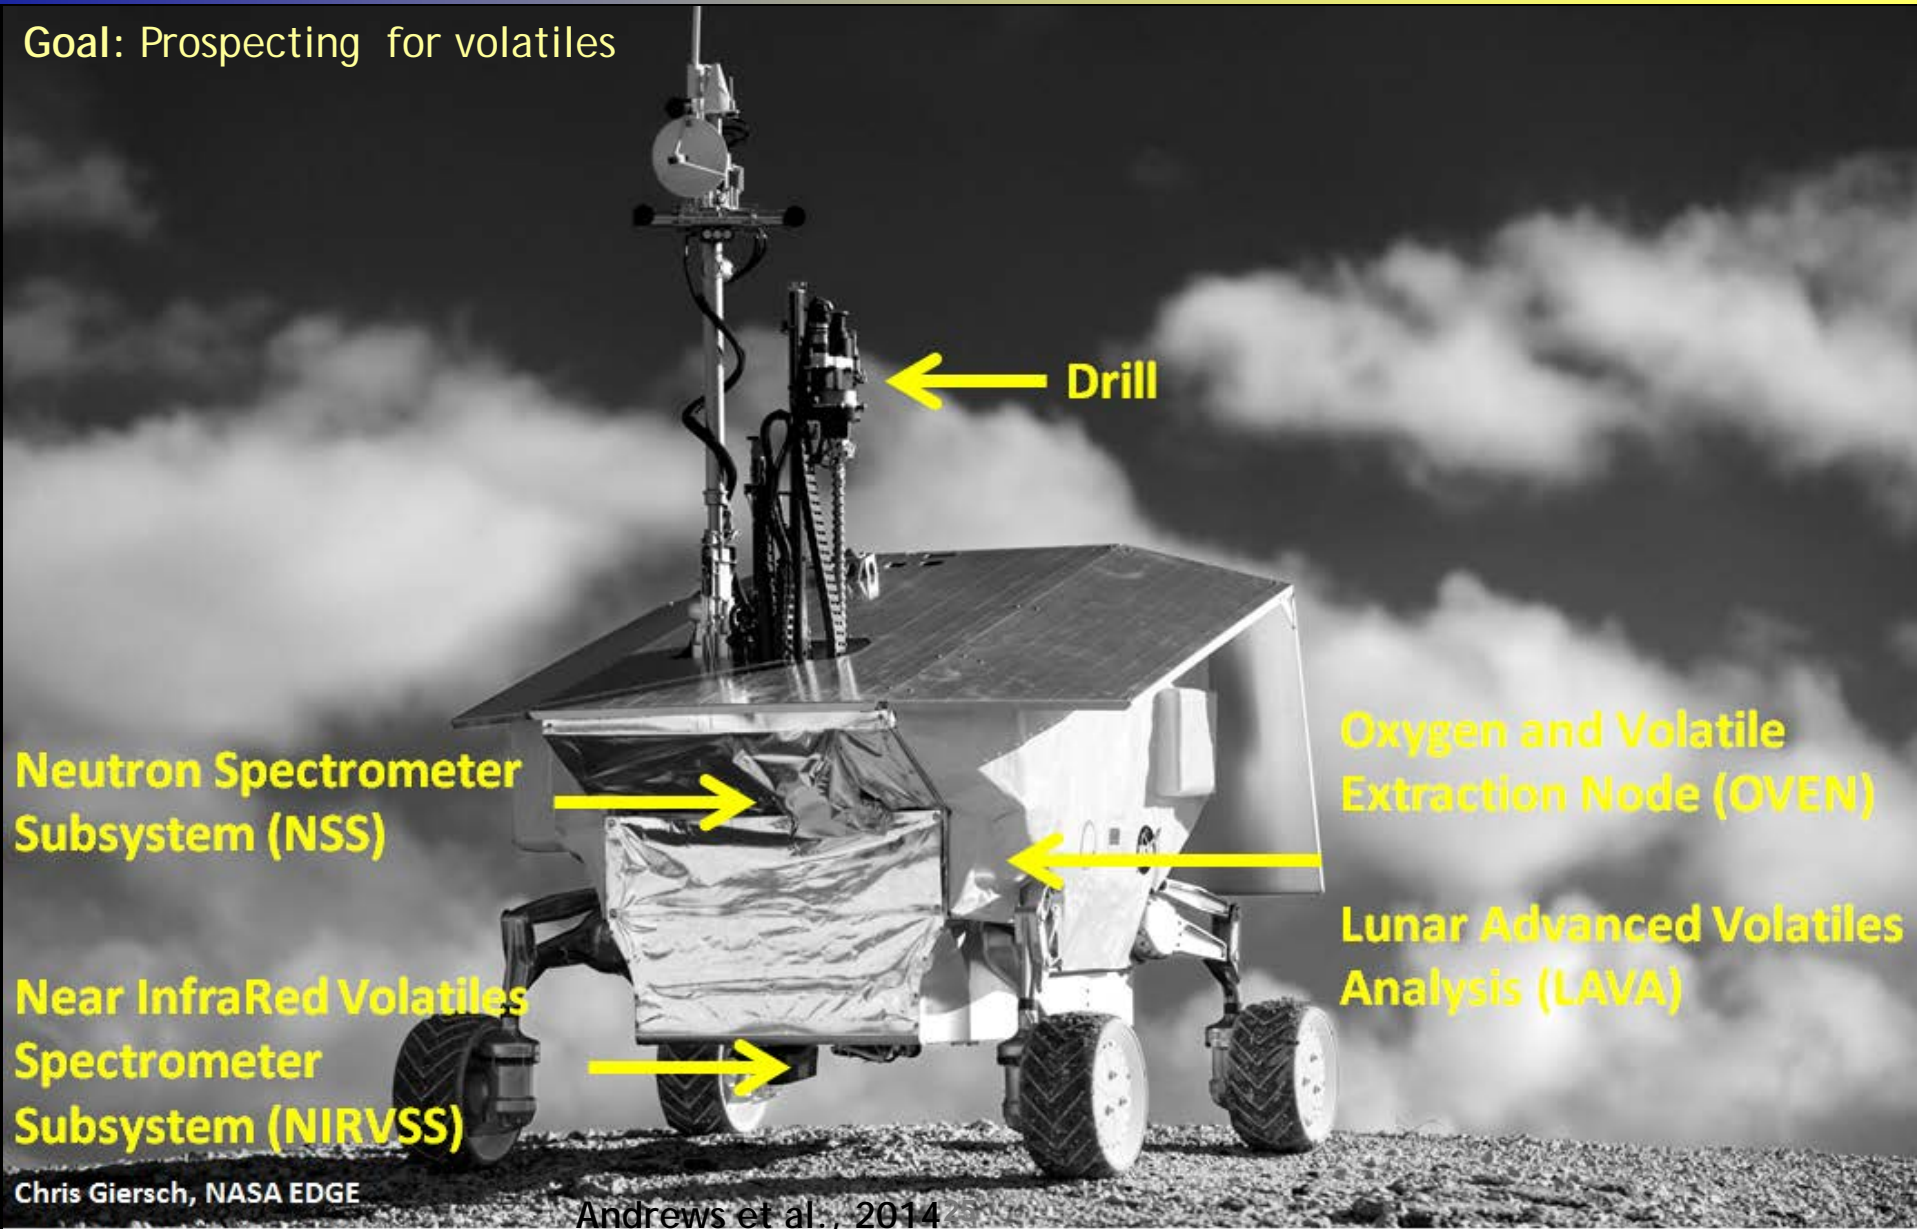 Goal: Prospecting for volatiles
Drill
Neutron Spectrometer
Subsystem (NSS)
Oxygen and Volatile
Extraction Node (OVEN)
Lunar Advanced Volatiles
Analysis (LAVA)
Near InfraRed Volatiles
Spectrometer
Subsystem (NIRVSS)
Chris Giersch, NASA EDGE
Andrews et al., 2014